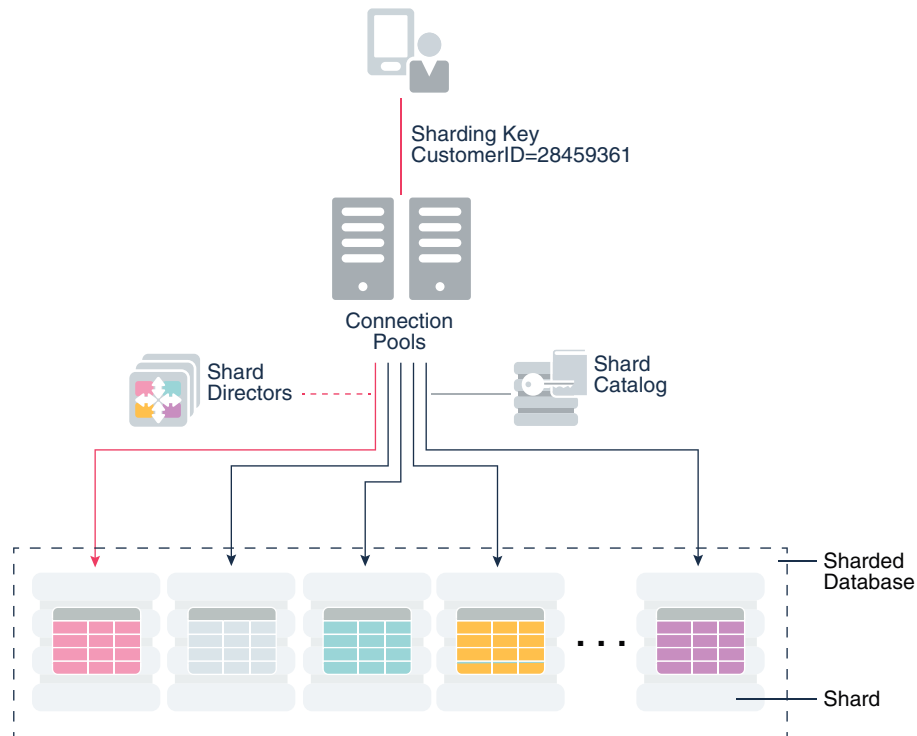 Sharding Key
CustomerID=28459361
Connection
Pools
Shard
Directors
Shard
Catalog
Sharded
Database
. . .
Shard